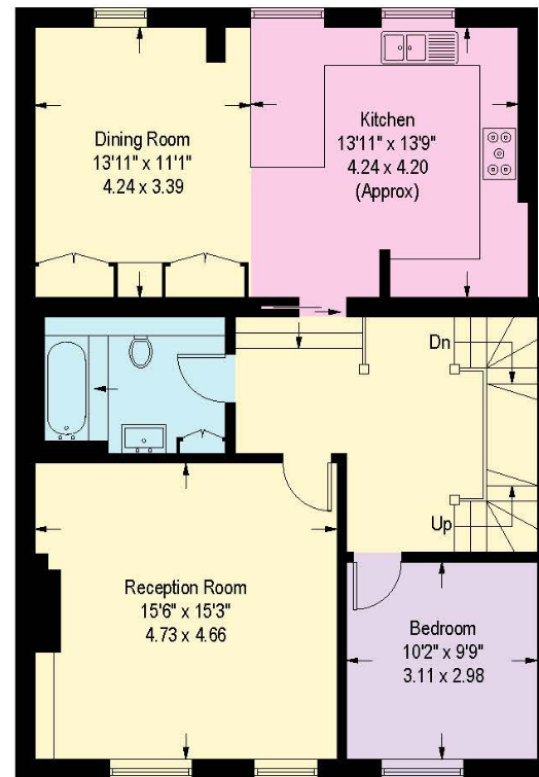 Dining Room
13'11" x 11'1"
4.24 x 3.39
Kitchen
13'11" x 13'9"
4.24 x 4.20
(Approx)
Dn
Up
Reception Room
15'6" x 15'3"
4.73 x 4.66
Bedroom
10'2" x 9'9"
3.11 x 2.98